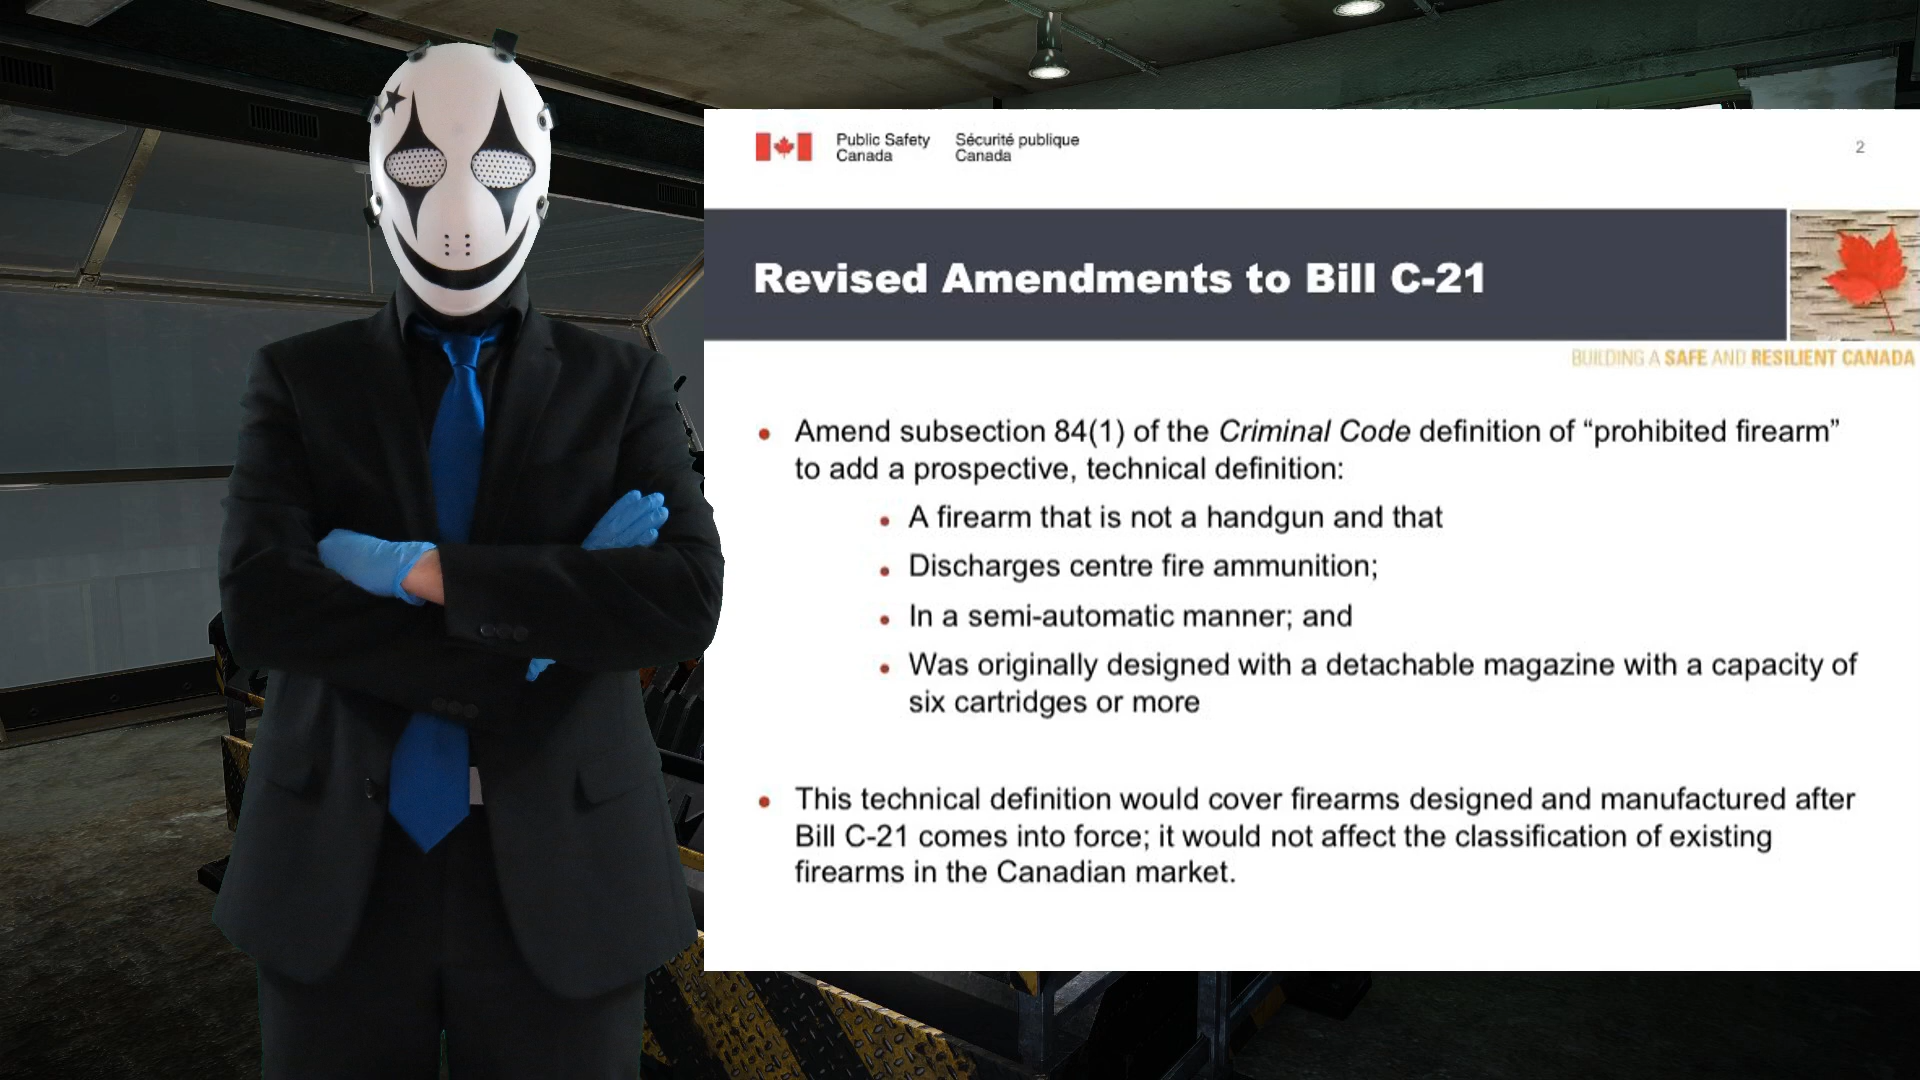 Public Safety Canada
Sécurité publique Canada
2
Revised Amendments to Bill C-21
BUILDING A SAFE AND RESILIENT CANADA
• Amend subsection 84(1) of the Criminal Code definition of “prohibited firearm”
to add a prospective, technical definition:
• A firearm that is not a handgun and that
• Discharges centre fire ammunition;
• In a semi-automatic manner; and
• Was originally designed with a detachable magazine with a capacity of
six cartridges or more
• This technical definition would cover firearms designed and manufactured after
Bill C-21 comes into force; it would not affect the classification of existing
firearms in the Canadian market.